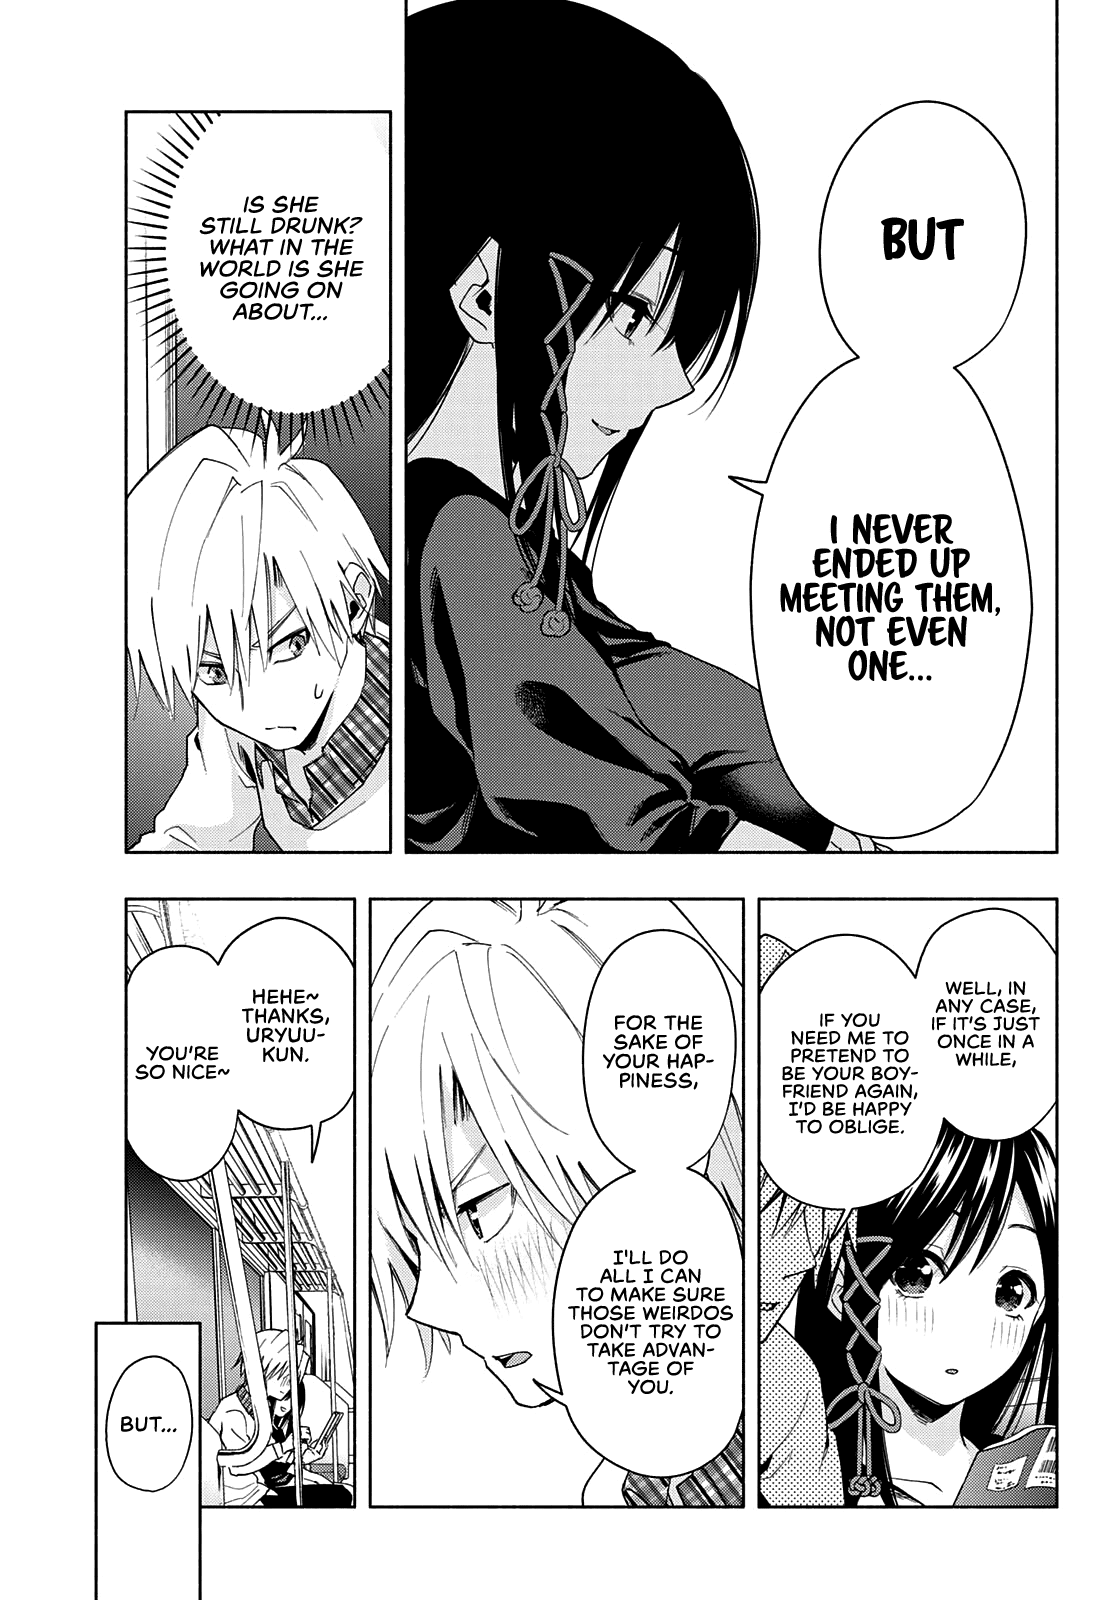 BUT
I NEVER
ENDED UP
MEETING THEM,
NOT EVEN
ONE...
IS SHE
STILL DRUNK?
WHAT IN THE
WORLD IS SHE
GOING ON
ABOUT...
WELL, IN
ANY CASE,
IF IT'S JUST
ONCE IN A
WHILE,
IF YOU
NEED ME TO
PRETEND TO
BE YOUR BOY-
FRIEND AGAIN,
I'D BE HAPPY
TO OBLIGE.
FOR THE
SAKE OF
YOUR HAP-
PINESS,
I'LL DO
ALL I CAN
TO MAKE SURE
THOSE WEIRDOS
DON'T TRY TO
TAKE ADVAN-
TAGE OF
YOU.
HEHE~
THANKS,
URYUU-
KUN.
YOU'RE
SO NICE~
BUT...